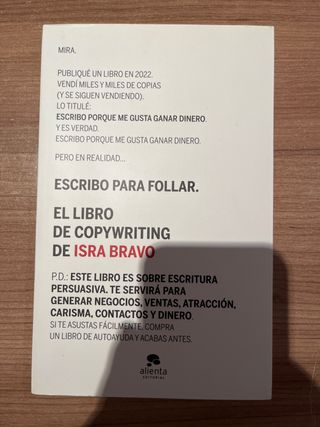 MIRA.
PUBLIQUÉ UN LIBRO EN 2022.
VENDÍ MILES Y MILES DE COPIAS
(Y SE SIGUEN VENDIENDO).
LO TITULÉ:
ESCRIBO PORQUE ME GUSTA GANAR DINERO.
Y ES VERDAD.
ESCRIBO PORQUE ME GUSTA GANAR DINERO.
PERO EN REALIDAD...
ESCRIBO PARA FOLLAR.
EL LIBRO
DE COPYWRITING
DE ISRA BRAVO
P.D.: ESTE LIBRO ES SOBRE ESCRITURA
PERSUASIVA. TE SERVIRÁ PARA
GENERAR NEGOCIOS, VENTAS, ATRACCIÓN,
CARISMA, CONTACTOS Y DINERO.
SI TE ASUSTAS FÁCILMENTE, COMPRA
UN LIBRO DE AUTOAYUDA Y ACABAS ANTES.
alienta
EDITORIAL